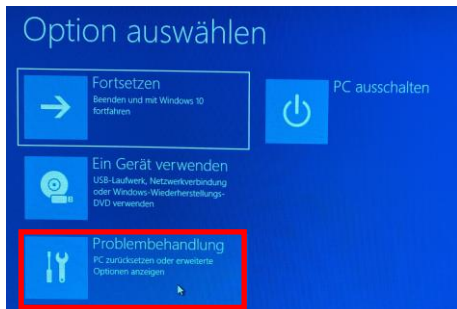 Option auswählen
Fortsetzen
Beenden und mit Windows 10
fortfahren
PC ausschalten
Ein Gerät verwenden
USB-Laufwerk, Netzwerkverbindung
oder Windows-Wiederherstellungs-
DVD verwenden
Problembehandlung
PC zurücksetzen oder erweiterte
Optionen anzeigen